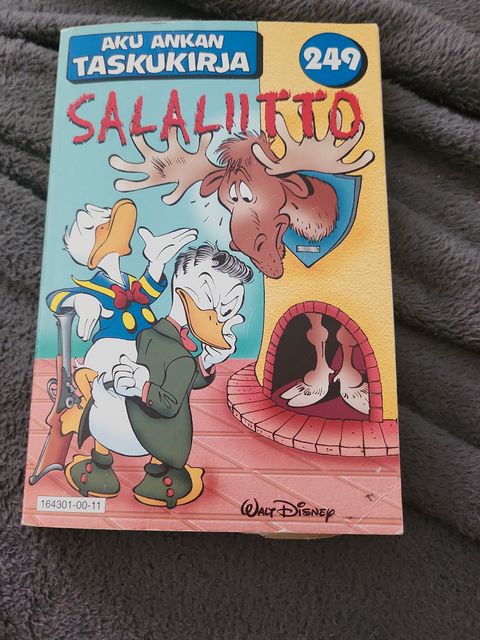 AKU ANKAN
TASKUKIRJA
249
SALALIITTO
164301-00-11
WALT DISNEY